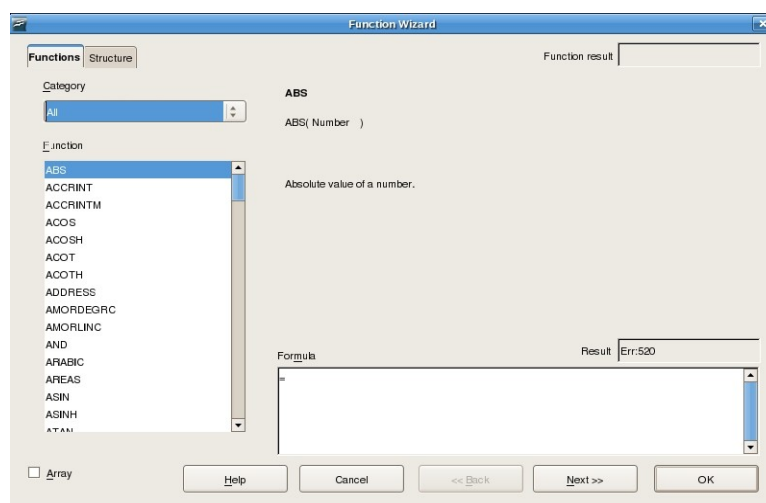 Function Wizard
Functions Structure
Function result
Category
All
Function
ABS
ACCRINT
ACCRINTM
ACOS
ACOSH
ACOT
ACOTH
ADDRESS
AMORDEGRC
AMORLINC
AND
ARABIC
AREAS
ASIN
ASINH
ATAN
ABS
ABS( Number )
Absolute value of a number.
Result Err:520
Formula
=
Array
Help Cancel << Back Next >> OK